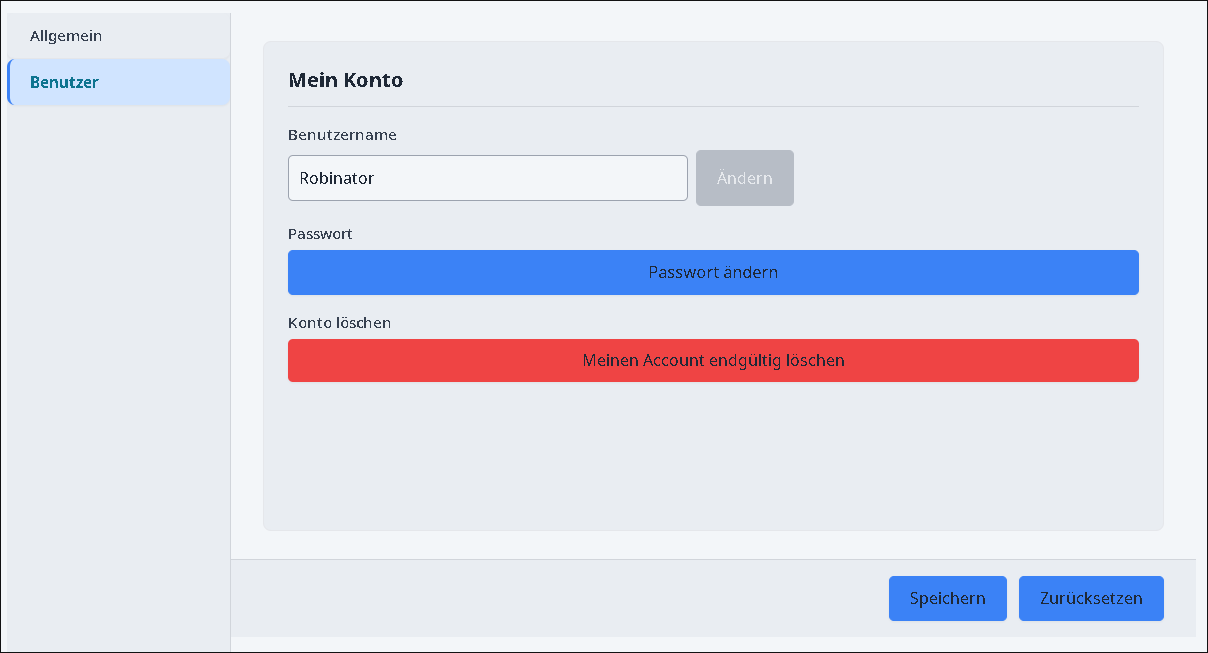 Allgemein
Benutzer
Mein Konto
Benutzername
Robinator
Ändern
Passwort
Passwort ändern
Konto löschen
Meinen Account endgültig löschen
Speichern
Zurücksetzen